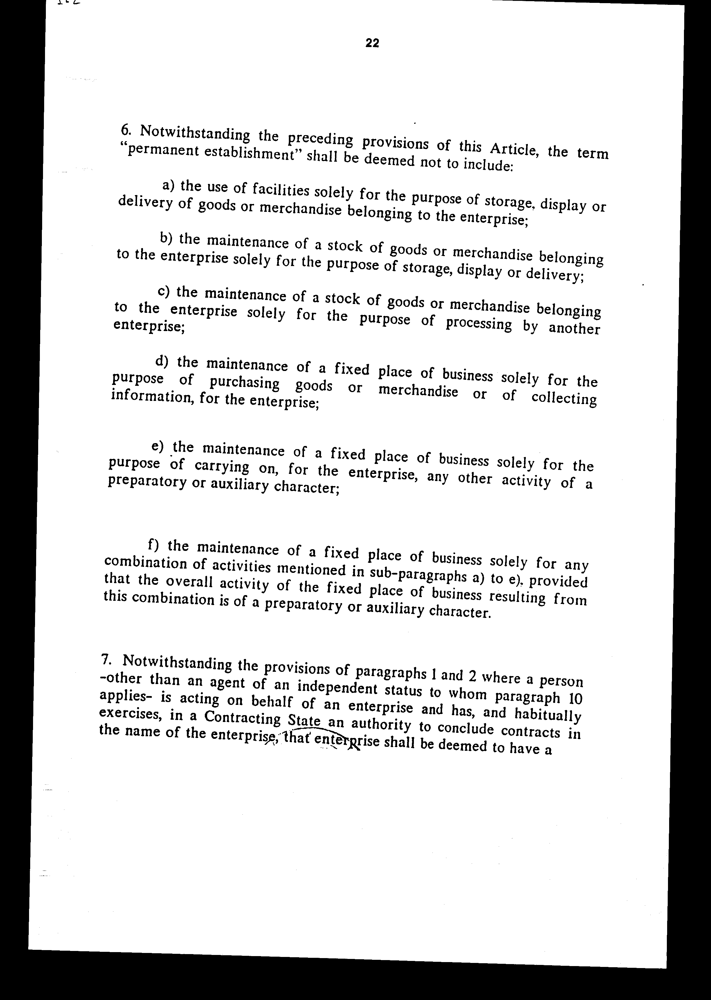 22
6. Notwithstanding the preceding provisions of this Article, the term
“permanent establishment” shall be deemed not to include:
a) the use of facilities solely for the purpose of storage, display or
delivery of goods or merchandise belonging to the enterprise;
b) the maintenance of a stock of goods or merchandise belonging
to the enterprise solely for the purpose of storage, display or delivery;
c) the maintenance of a stock of goods or merchandise belonging
to the enterprise solely for the purpose of processing by another
enterprise;
d) the maintenance of a fixed place of business solely for the
purpose of purchasing goods or merchandise or of collecting
information, for the enterprise;
e) the maintenance of a fixed place of business solely for the
purpose of carrying on, for the enterprise, any other activity of a
preparatory or auxiliary character;
f) the maintenance of a fixed place of business solely for any
combination of activities mentioned in sub-paragraphs a) to e), provided
that the overall activity of the fixed place of business resulting from
this combination is of a preparatory or auxiliary character.
7. Notwithstanding the provisions of paragraphs 1 and 2 where a person
-other than an agent of an independent status to whom paragraph 10
applies- is acting on behalf of an enterprise and has, and habitually
exercises, in a Contracting State an authority to conclude contracts in
the name of the enterprise, that enterprise shall be deemed to have a